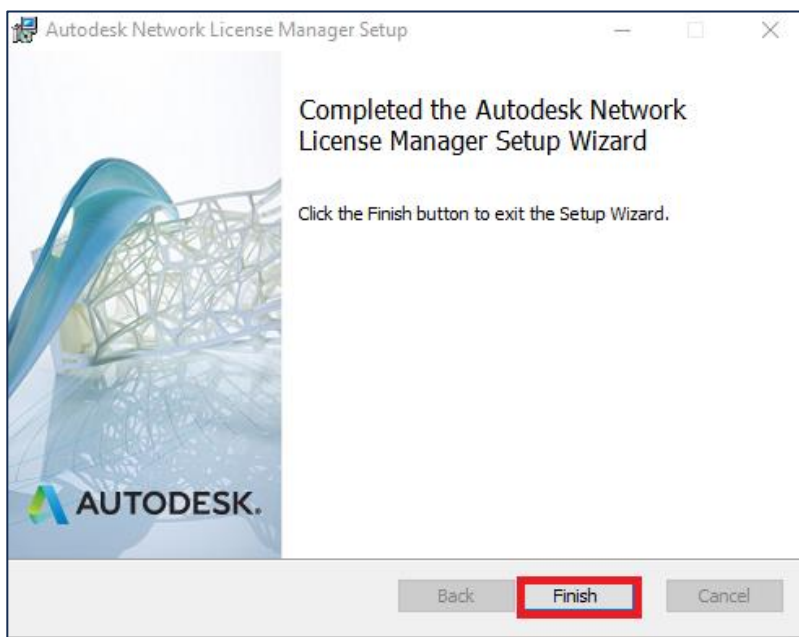 Autodesk Network License Manager Setup
Completed the Autodesk Network
License Manager Setup Wizard
Click the Finish button to exit the Setup Wizard.
AUTODESK.
Back Finish Cancel